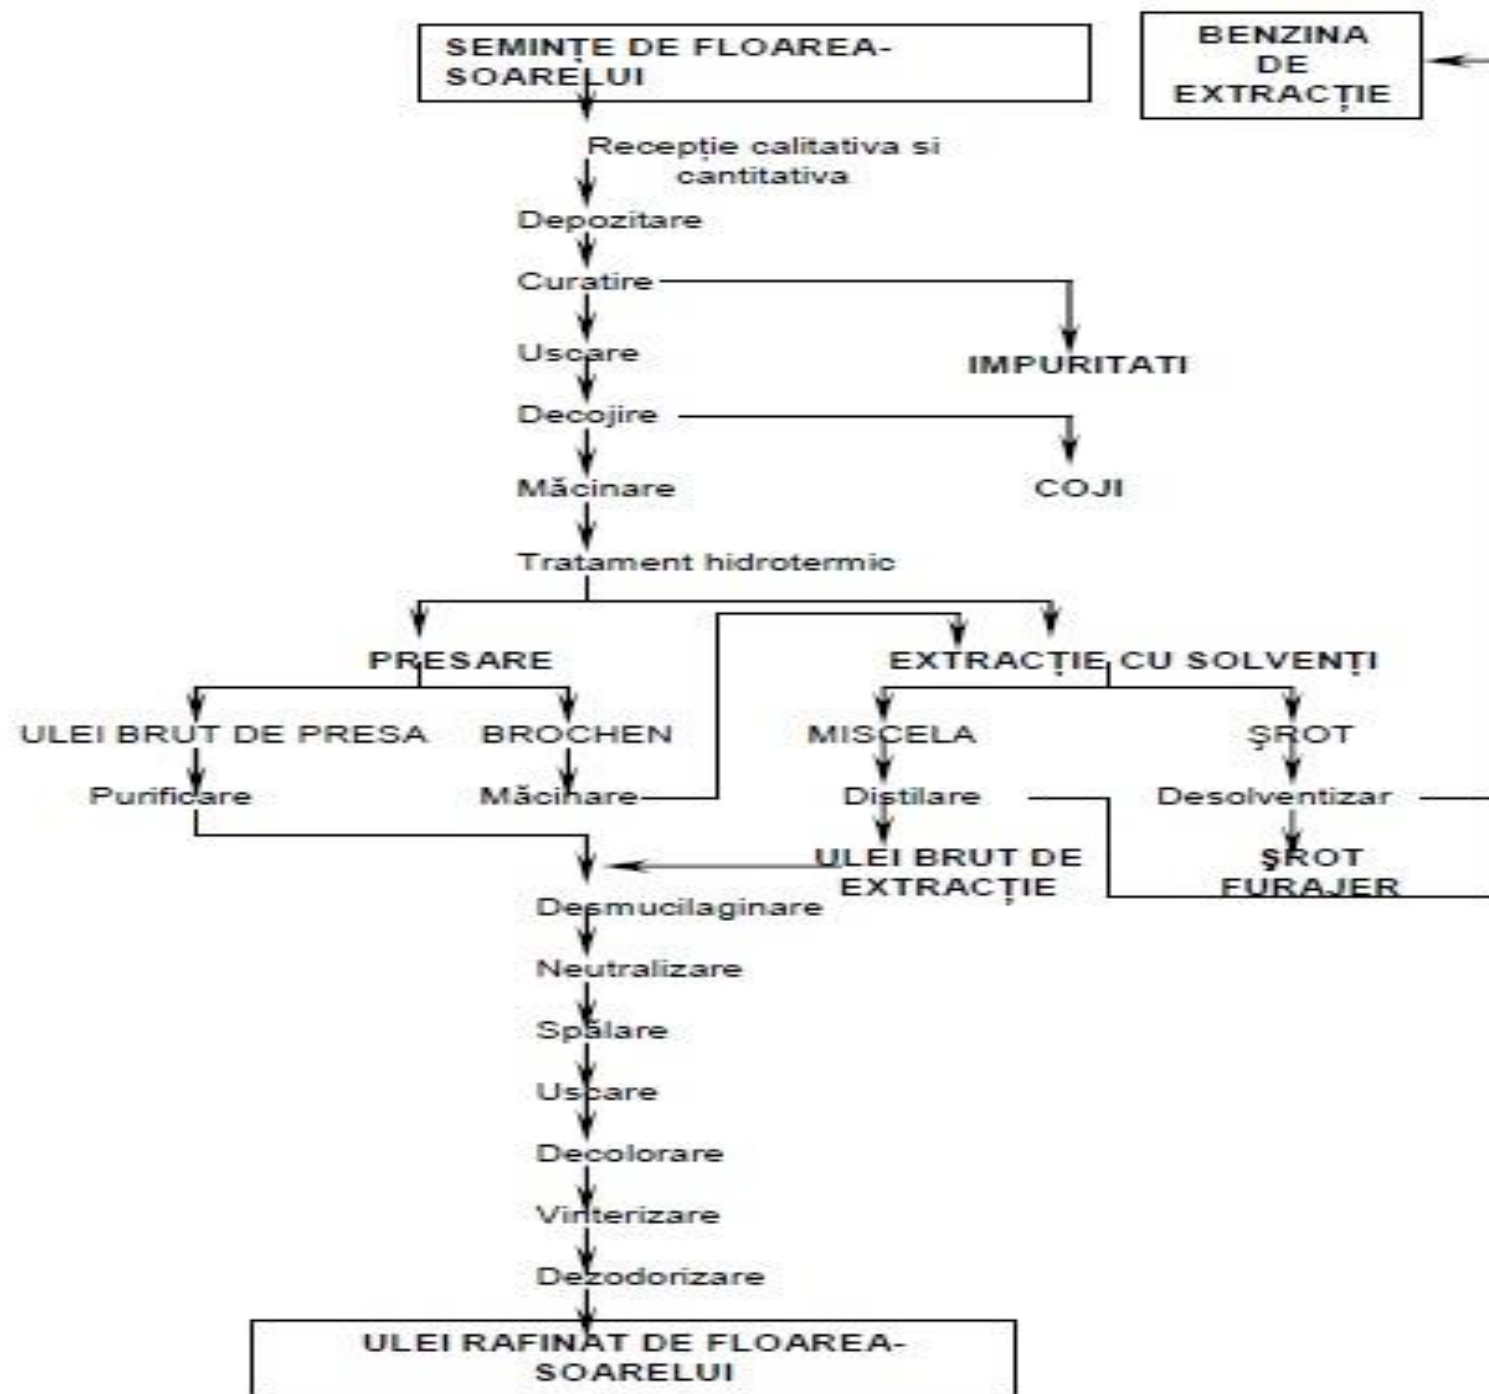 SEMINȚE DE FLOAREA-
SOARELUI
BENZINA
DE
EXTRACȚIE
Recepție calitativa si
cantitativa
Depozitare
Curatire
Uscare
IMPURITATI
Decojire
Măcinare
COJI
Tratament hidrotermic
PRESARE
EXTRACȚIE CU SOLVENȚI
ULEI BRUT DE PRESA
BROCHEN
MISCELA
ŞROT
Purificare
Măcinare
Distilare
Desolventizar
ULEI BRUT DE
EXTRACȚIE
ŞROT
FURAJER
Desmucilaginare
Neutralizare
Spălare
Uscare
Decolorare
Vinterizare
Dezodorizare
ULEI RAFINAT DE FLOAREA-
SOARELUI